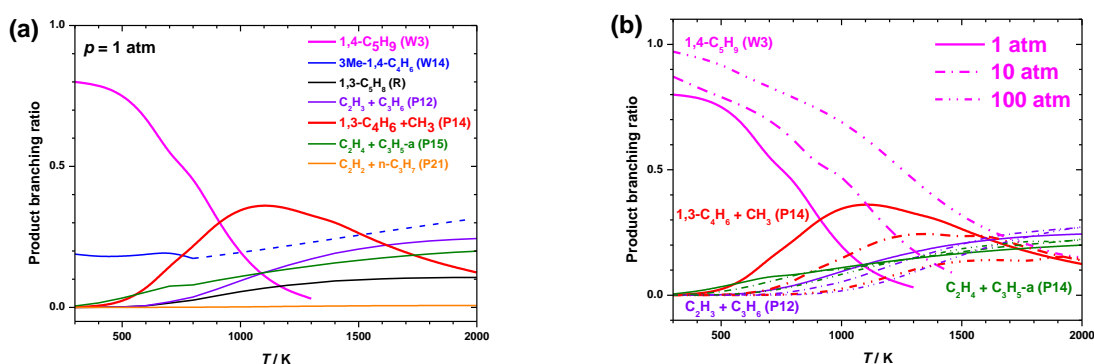 (a)
p = 1 atm
1,4-C₅H₉ (W3)
3Me-1,4-C₄H₆ (W14)
1,3-C₅H₈ (R)
C₂H₃ + C₃H₆ (P12)
1,3-C₄H₆ +CH₃ (P14)
C₂H₄ + C₃H₅-a (P15)
C₂H₂ + n-C₃H₇ (P21)
Product branching ratio
1.0
0.5
0.0
500
1000
1500
2000
T / K
(b)
1,4-C₅H₉ (W3)
1 atm
10 atm
100 atm
1,3-C₄H₆ + CH₃ (P14)
C₂H₄ + C₃H₅-a (P14)
C₂H₃ + C₃H₆ (P12)
Product branching ratio
1.0
0.5
0.0
500
1000
1500
2000
T / K